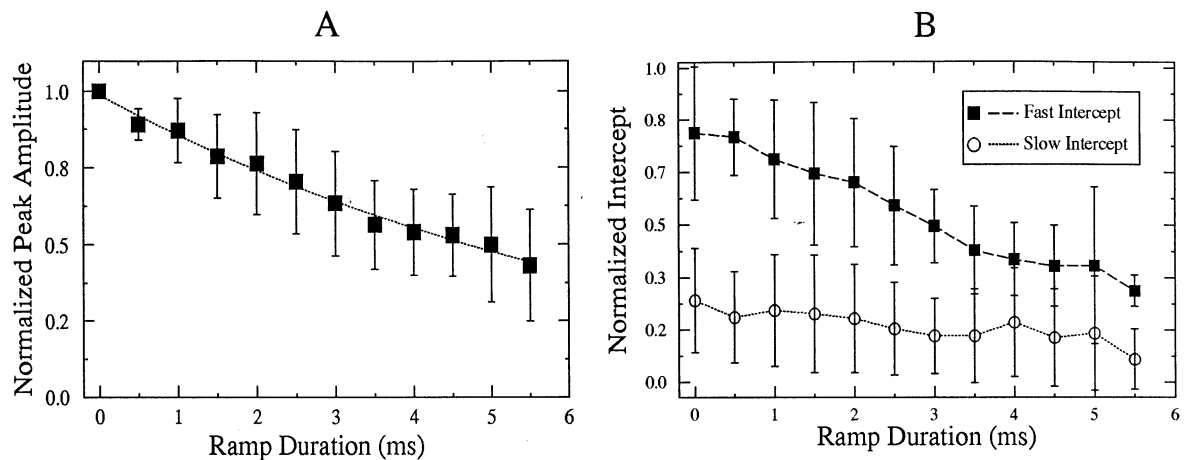 A
B
Normalized Peak Amplitude
1.0
0.8
0.5
0.2
0.0
0 1 2 3 4 5 6
Ramp Duration (ms)
Normalized Intercept
1.0
0.8
0.7
0.5
0.3
0.2
0.0
Fast Intercept
Slow Intercept
0 1 2 3 4 5 6
Ramp Duration (ms)